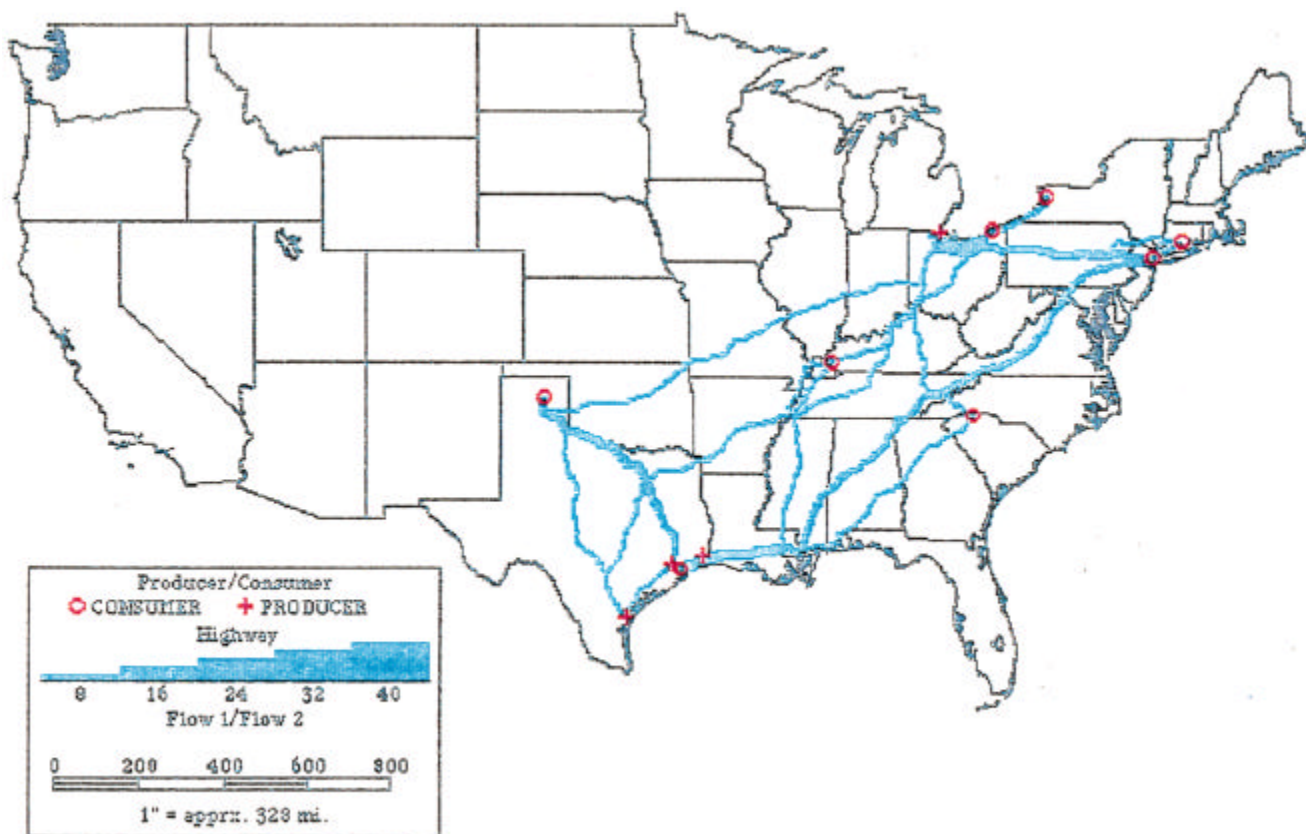 Producer/Consumer
CONSUMER PRODUCER
Highway
8 16 24 32 40
Flow 1/Flow 2
0 200 400 600 800
1" = apprx. 328 mi.